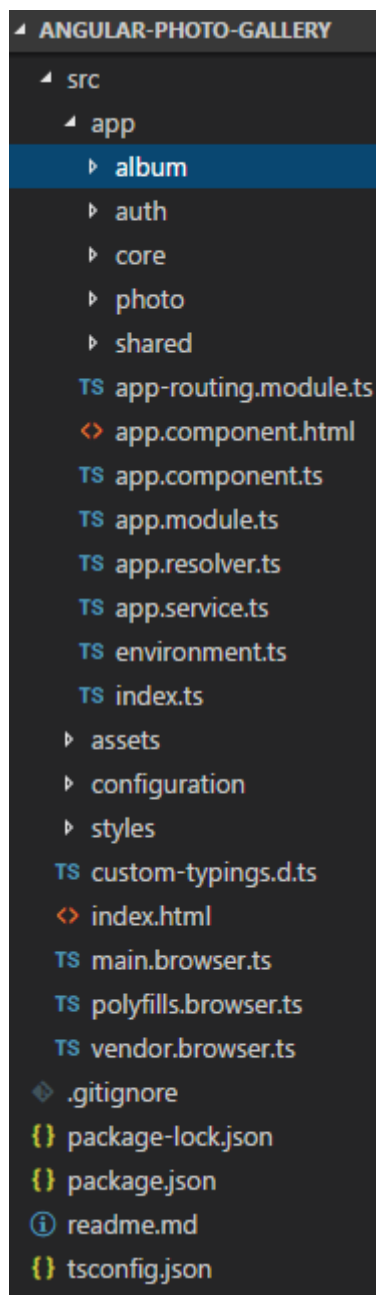 ANGULAR-PHOTO-GALLERY
src
app
album
auth
core
photo
shared
TS app-routing.module.ts
<> app.component.html
TS app.component.ts
TS app.module.ts
TS app.resolver.ts
TS app.service.ts
TS environment.ts
TS index.ts
assets
configuration
styles
TS custom-typings.d.ts
<> index.html
TS main.browser.ts
TS polyfills.browser.ts
TS vendor.browser.ts
.gitignore
{} package-lock.json
{} package.json
readme.md
{} tsconfig.json